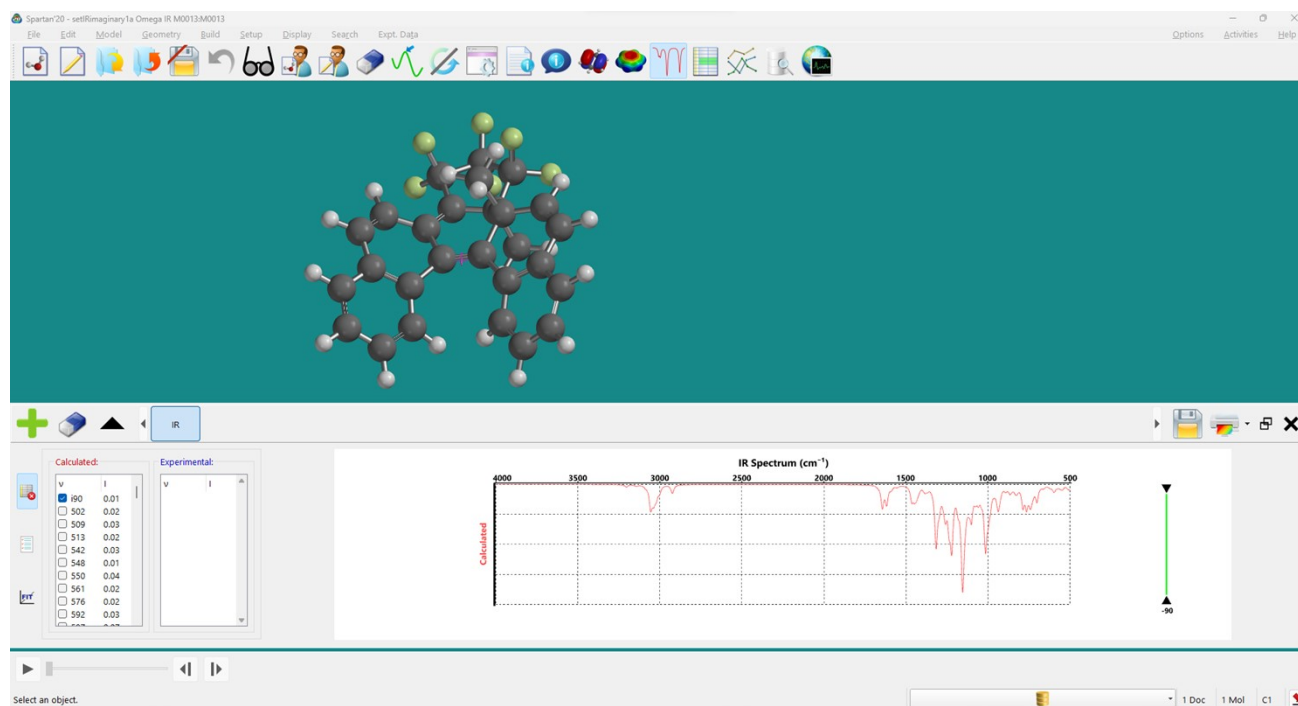 Spartan'20 - setIRimaginary1a Omega IR M0013:M0013
File Edit Model Geometry Build Setup Display Search Expt. Data Options Activities Help
IR
Calculated: Experimental:
ν I ν I
i90 0.01
502 0.02
509 0.03
513 0.02
542 0.03
548 0.01
550 0.04
561 0.02
576 0.02
592 0.03
FIT
IR Spectrum (cm⁻¹)
4000 3500 3000 2500 2000 1500 1000 500
Calculated
-90
Select an object.
1 Doc 1 Mol C1